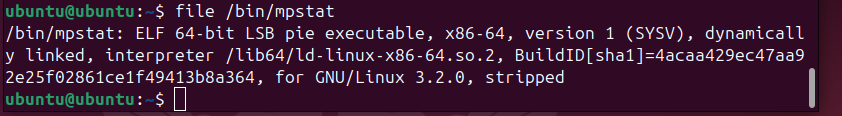 ubuntu@ubuntu:~$ file /bin/mpstat
/bin/mpstat: ELF 64-bit LSB pie executable, x86-64, version 1 (SYSV), dynamicall
y linked, interpreter /lib64/ld-linux-x86-64.so.2, BuildID[sha1]=4acaa429ec47aa9
2e25f02861ce1f49413b8a364, for GNU/Linux 3.2.0, stripped
ubuntu@ubuntu:~$